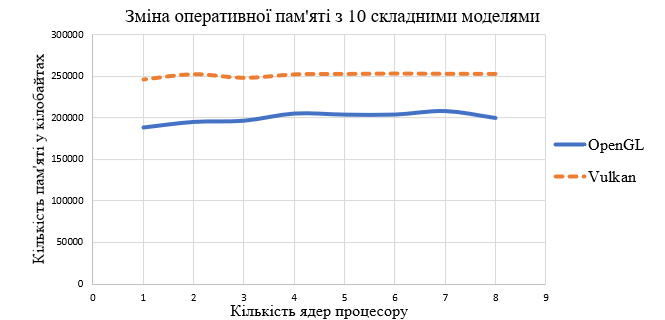 Зміна оперативної пам'яті з 10 складними моделями
Кількість пам'яті у кілобайтах
300000
250000
200000
150000
100000
50000
0
0 1 2 3 4 5 6 7 8 9
Кількість ядер процесору
OpenGL
Vulkan